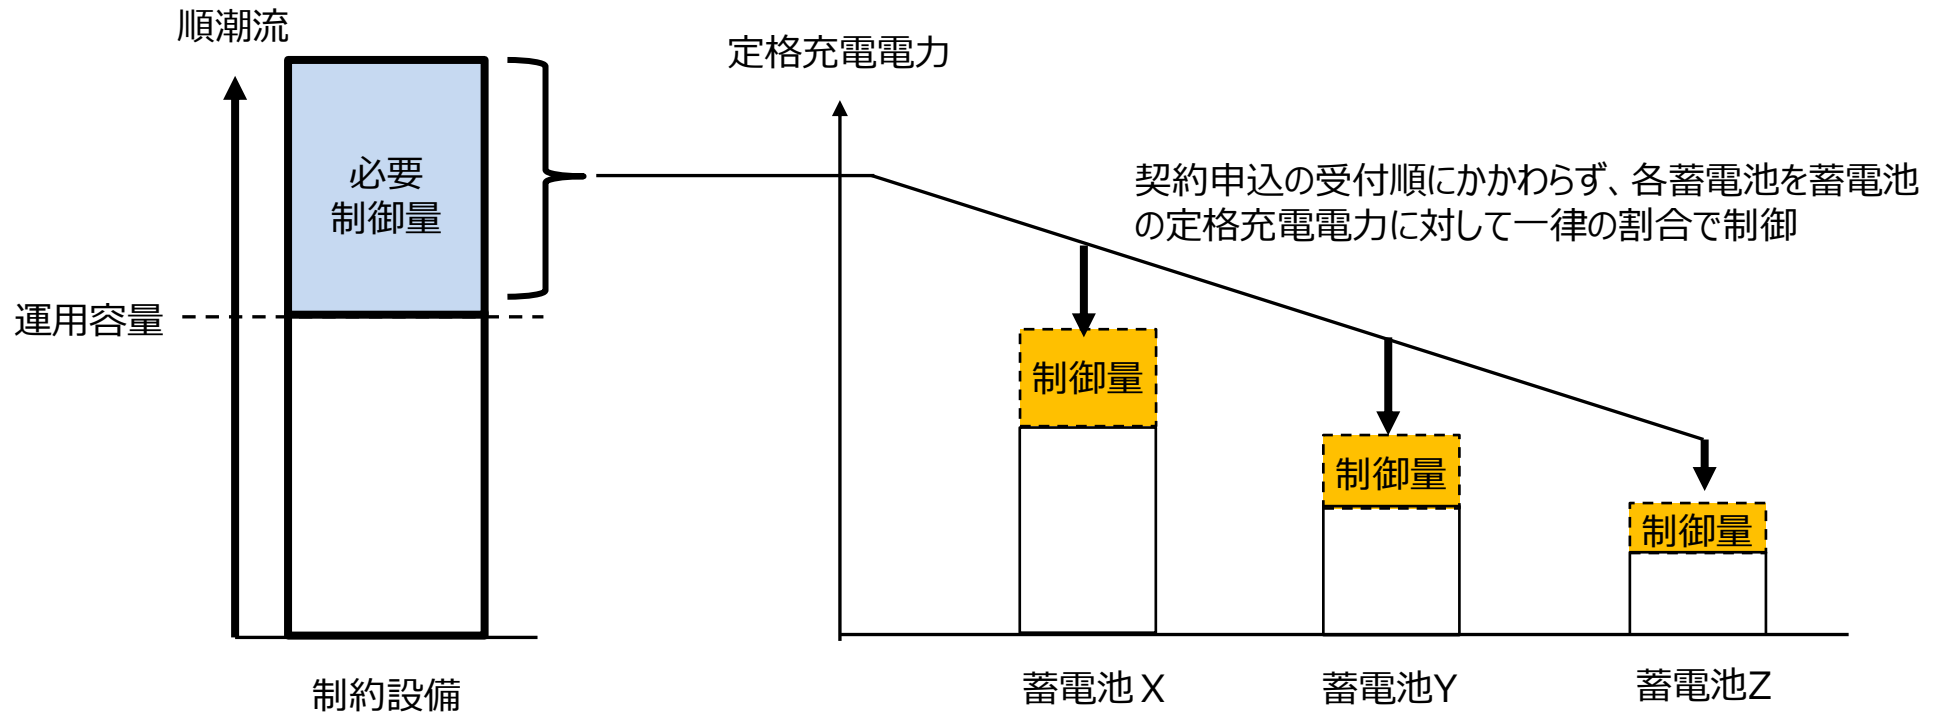 順潮流
必要
制御量
運用容量
制約設備
定格充電電力
契約申込の受付順にかかわらず、各蓄電池を蓄電池
の定格充電電力に対して一律の割合で制御
制御量
制御量
制御量
蓄電池X
蓄電池Y
蓄電池Z